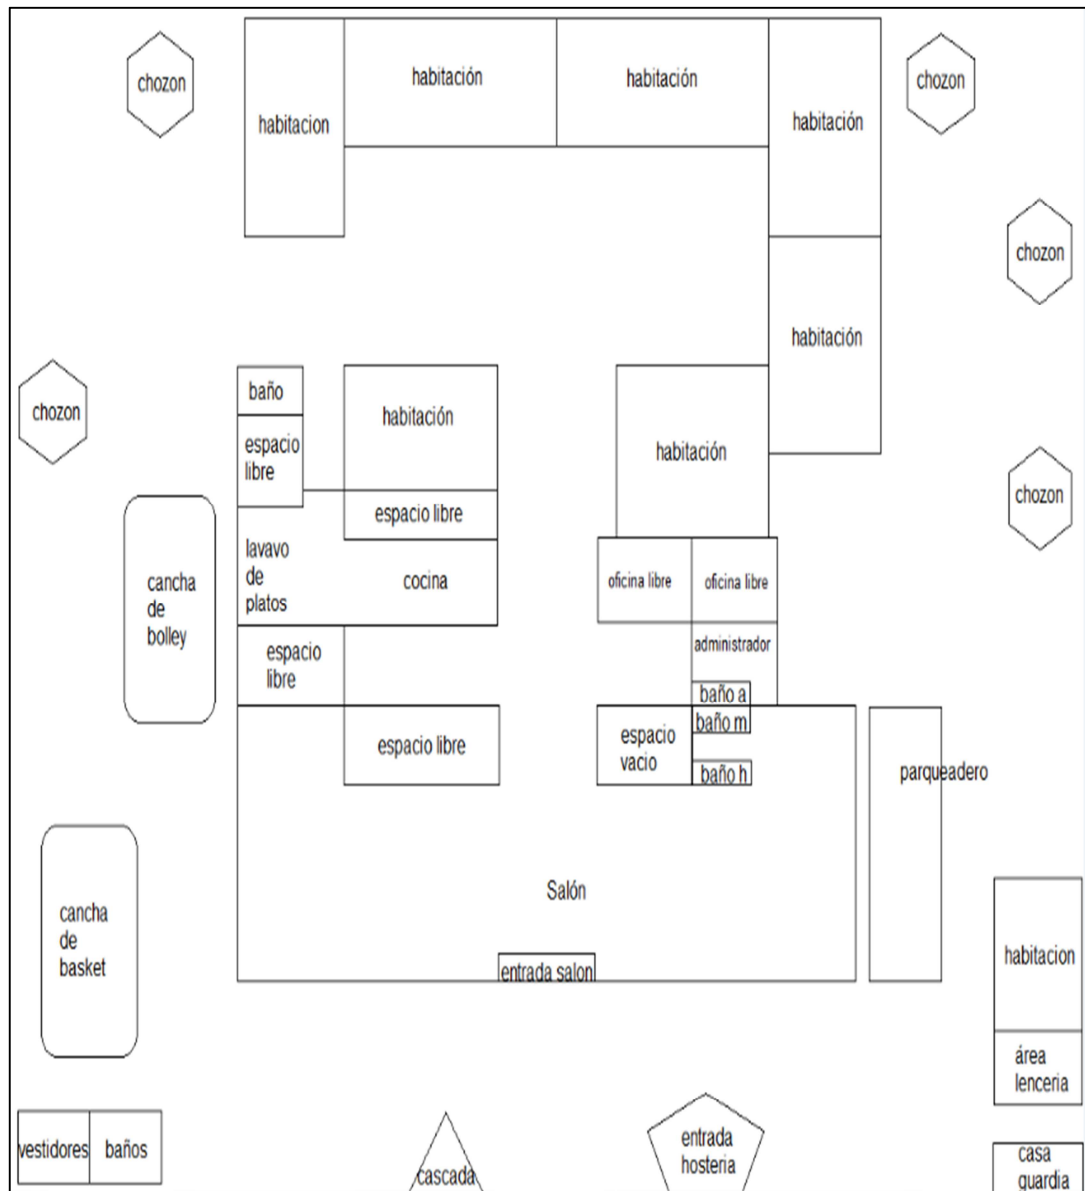 chozon
habitacion
habitación
habitación
habitación
chozon
chozon
habitación
chozon
baño
espacio
libre
habitación
habitación
chozon
espacio libre
lavavo
de
platos
cocina
cancha
de
bolley
oficina libre
oficina libre
espacio
libre
administrador
baño a
baño m
baño h
espacio libre
espacio
vacio
parqueadero
Salón
entrada salon
cancha
de
basket
habitacion
área
lenceria
vestidores
baños
cascada
entrada
hosteria
casa
guardia